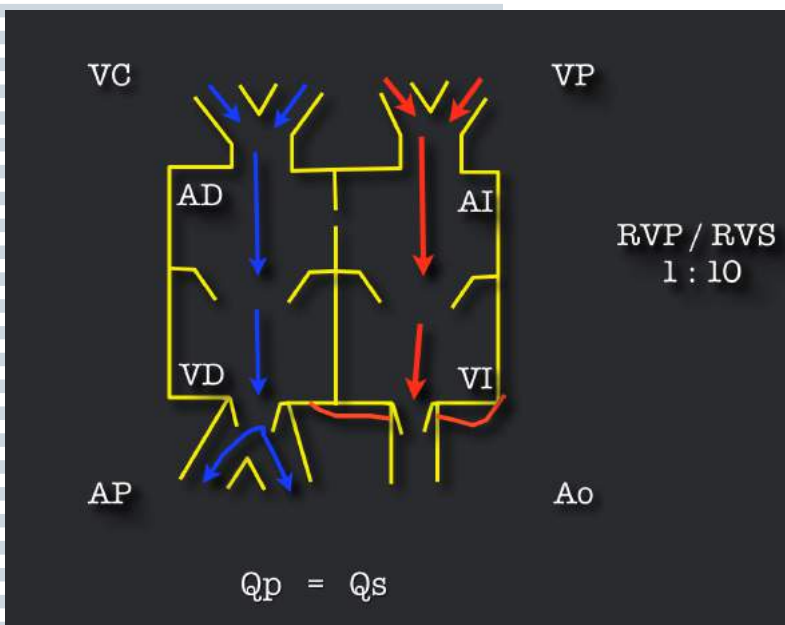 VC
VP
AD
AI
RVP / RVS
1 : 10
VD
VI
AP
Ao
Qp = Qs